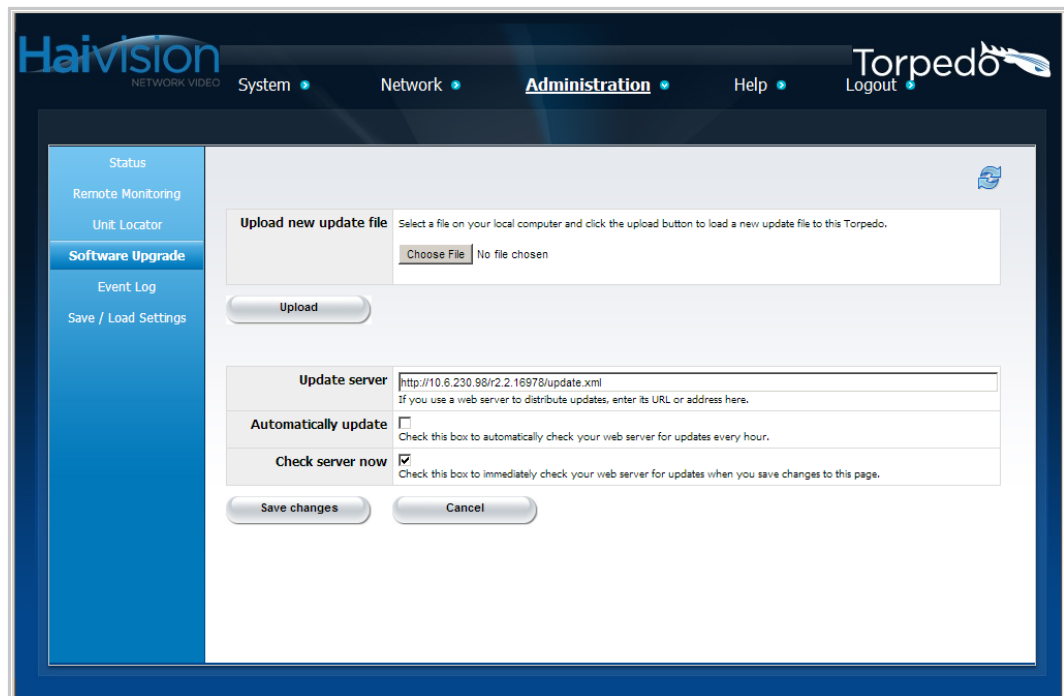 Haivision
NETWORK VIDEO
Torpedo
System
Network
Administration
Help
Logout
Status
Remote Monitoring
Unit Locator
Software Upgrade
Event Log
Save / Load Settings
Upload new update file
Select a file on your local computer and click the upload button to load a new update file to this Torpedo.
Choose File No file chosen
Upload
Update server
http://10.6.230.98/r2.2.16978/update.xml
If you use a web server to distribute updates, enter its URL or address here.
Automatically update
Check this box to automatically check your web server for updates every hour.
Check server now
Check this box to immediately check your web server for updates when you save changes to this page.
Save changes
Cancel